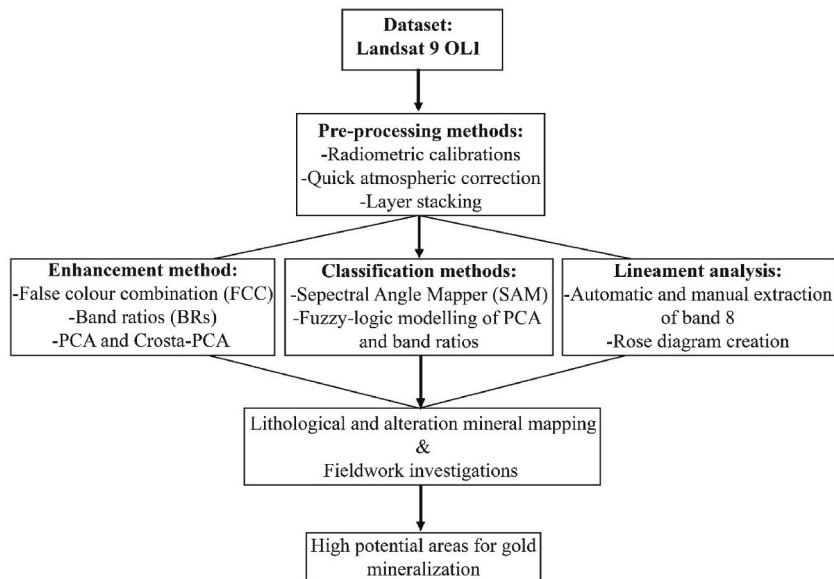 Dataset:
Landsat 9 OLI
Pre-processing methods:
-Radiometric calibrations
-Quick atmospheric correction
-Layer stacking
Enhancement method:
-False colour combination (FCC)
-Band ratios (BRs)
-PCA and Crosta-PCA
Classification methods:
-Sepectral Angle Mapper (SAM)
-Fuzzy-logic modelling of PCA
and band ratios
Lineament analysis:
-Automatic and manual extraction
of band 8
-Rose diagram creation
Lithological and alteration mineral mapping
&
Fieldwork investigations
High potential areas for gold
mineralization